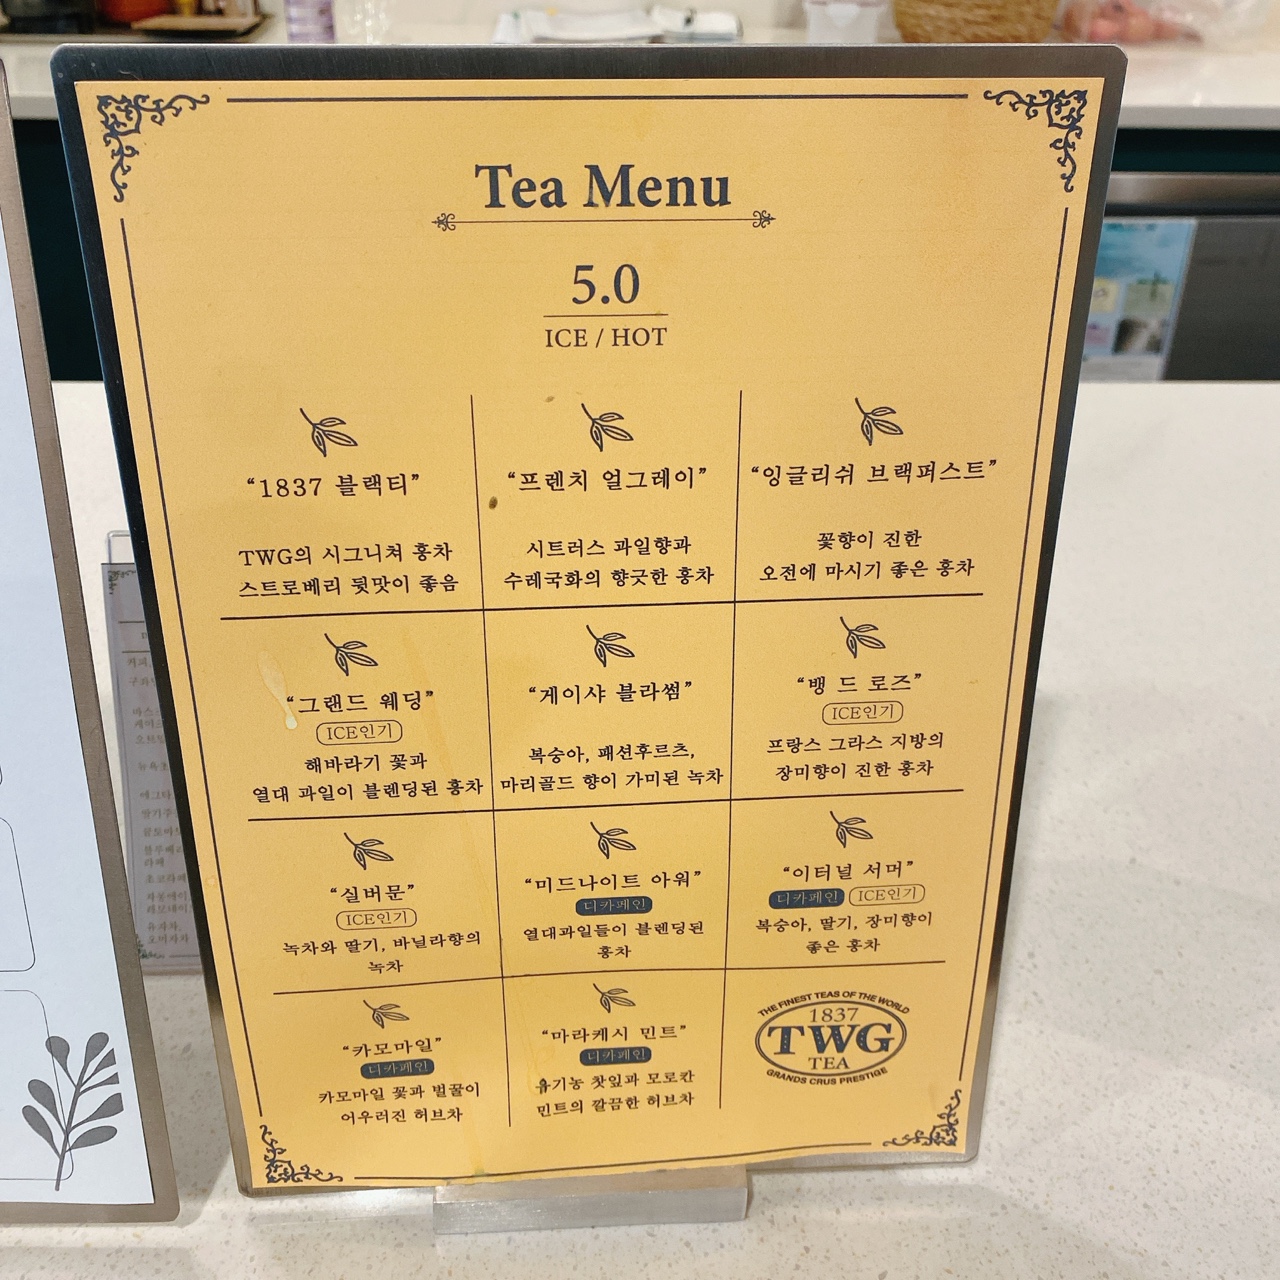 Tea Menu
5.0
ICE / HOT
“1837 블랙티”
TWG의 시그니쳐 홍차
스트로베리 뒷맛이 좋음
“프렌치 얼그레이”
시트러스 과일향과
수레국화의 향긋한 홍차
“잉글리쉬 브랙퍼스트”
꽃향이 진한
오전에 마시기 좋은 홍차
“그랜드 웨딩”
ICE인기
해바라기 꽃과
열대 과일이 블렌딩된 홍차
“게이샤 블라썸”
복숭아, 패션후르츠,
마리골드 향이 가미된 녹차
“뱅 드 로즈”
ICE인기
프랑스 그라스 지방의
장미향이 진한 홍차
“실버문”
ICE인기
녹차와 딸기, 바닐라향의
녹차
“미드나이트 아워”
디카페인
열대과일들이 블렌딩된
홍차
“이터널 서머”
디카페인 ICE인기
복숭아, 딸기, 장미향이
좋은 홍차
“카모마일”
디카페인
카모마일 꽃과 벌꿀이
어우러진 허브차
“마라케시 민트”
디카페인
유기농 찻잎과 모로칸
민트의 깔끔한 허브차
THE FINEST TEAS OF THE WORLD
1837
TWG
TEA
GRANDS CRUS PRESTIGE